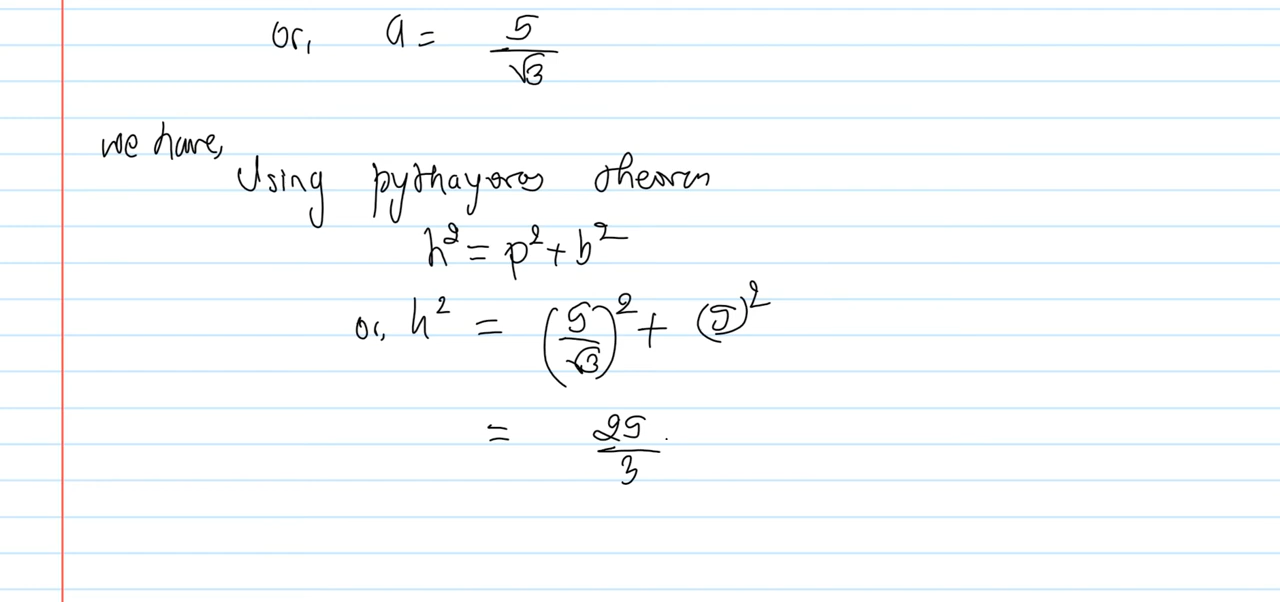 or, a = 5/√3
we have,
Using pythagoras theorem
h² = p² + b²
or, h² = (5/√3)² + (5)²
= 25/3